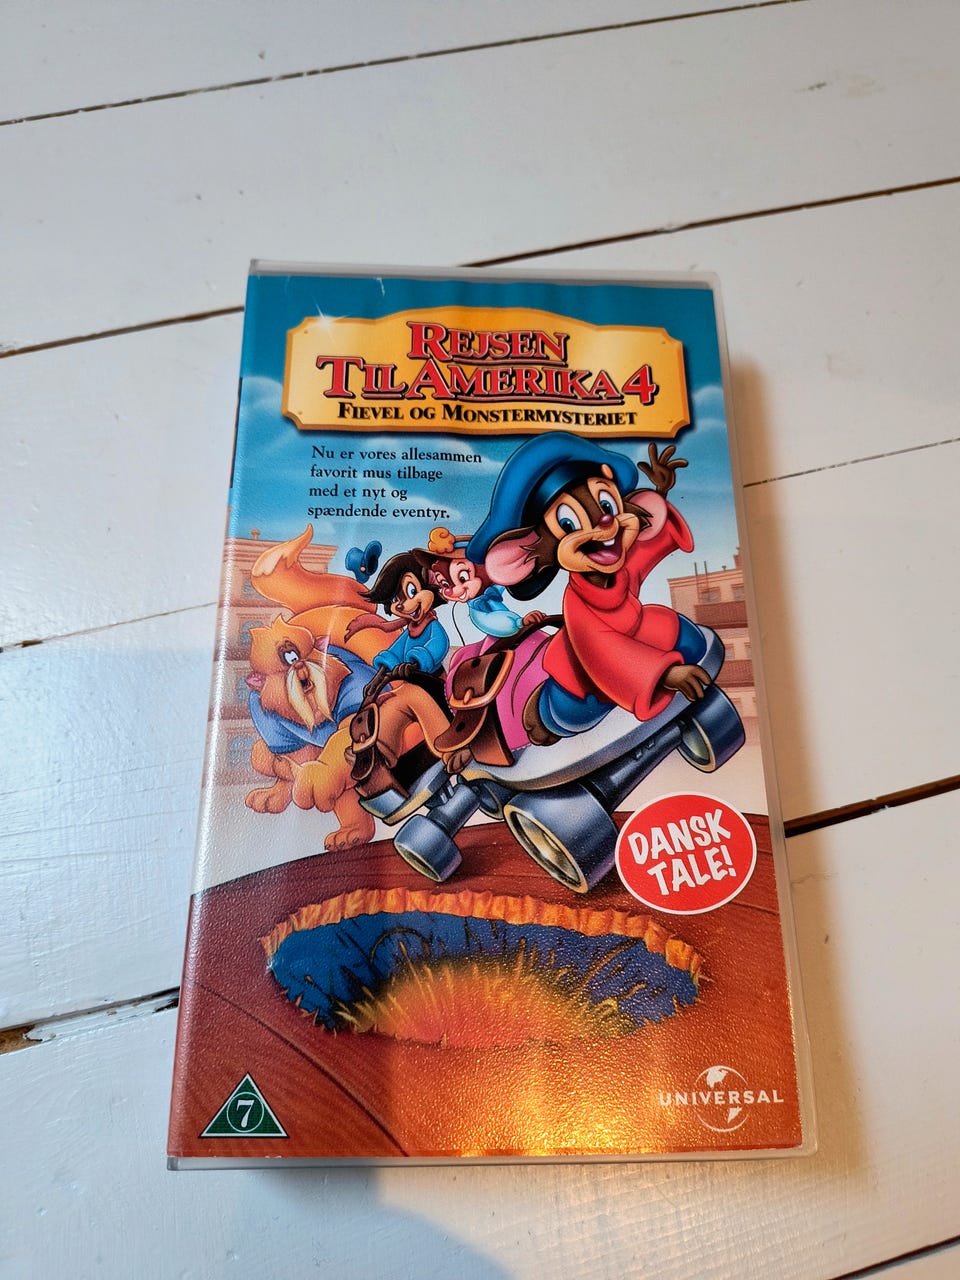 REJSEN
TIL AMERIKA 4
FIEVEL OG MONSTERMYSTERIET
Nu er vores allesammen
favorit mus tilbage
med et nyt og
spændende eventyr.
DANSK
TALE!
7
UNIVERSAL